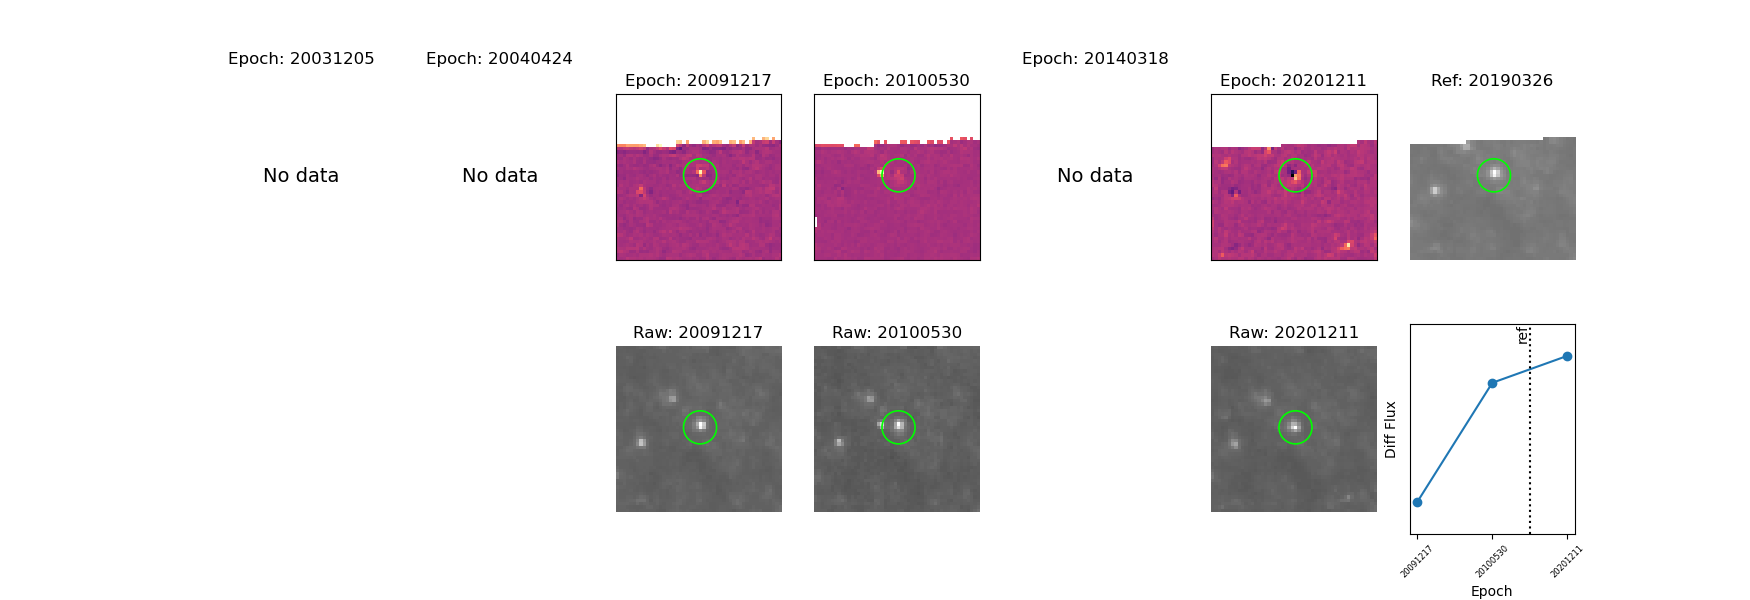 Epoch: 20031205
Epoch: 20040424
Epoch: 20091217
Epoch: 20100530
Epoch: 20140318
Epoch: 20201211
Ref: 20190326
No data
No data
No data
Raw: 20091217
Raw: 20100530
Raw: 20201211
ref
Diff Flux
20091217
20100530
20201211
Epoch